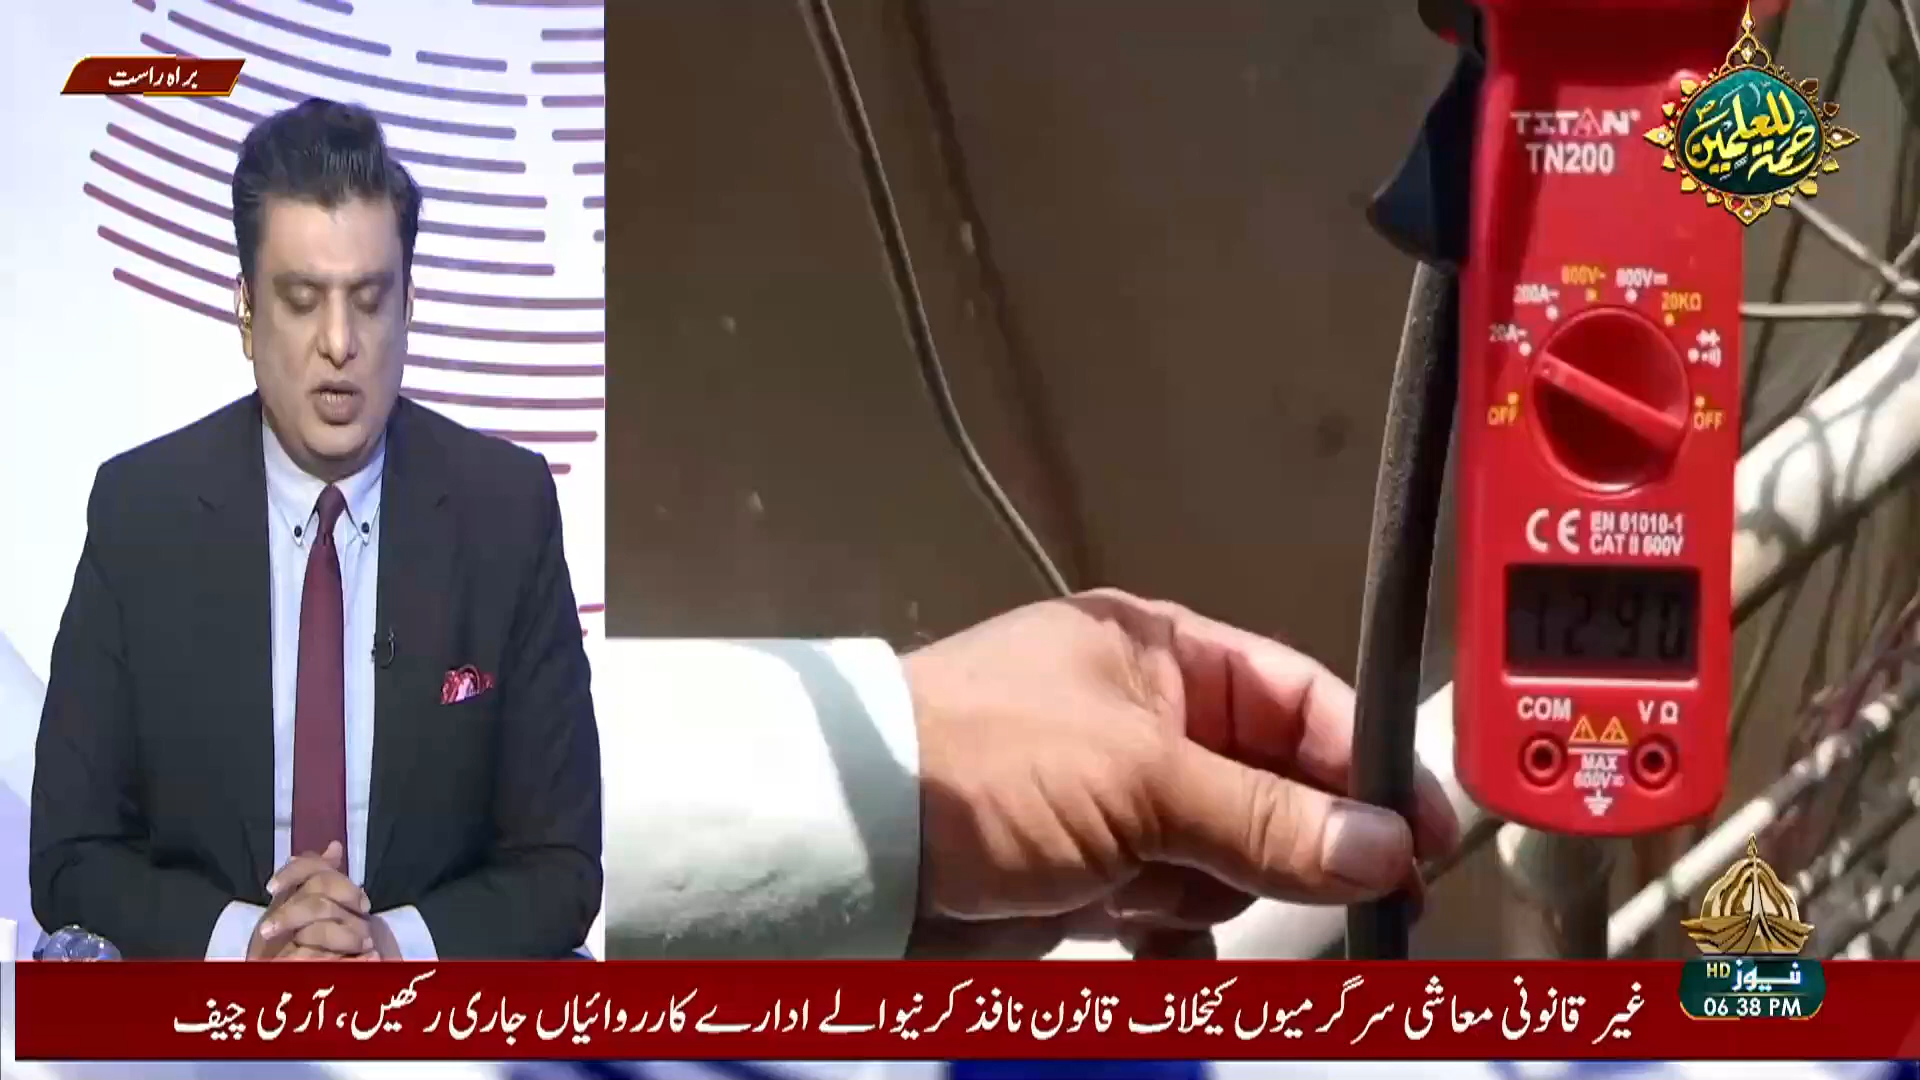 براہ راست
رحمۃ للعلمین
TITAN
TN200
600V~
600V
200A~
20KΩ
20A~
OFF
OFF
CE
EN 61010-1
CAT II 600V
12.90
COM
V Ω
MAX
600V
نیوز HD
06 38 PM
غیر قانونی معاشی سرگرمیوں کیخلاف قانون نافذ کرنیوالے ادارے کارروائیاں جاری رکھیں، آرمی چیف